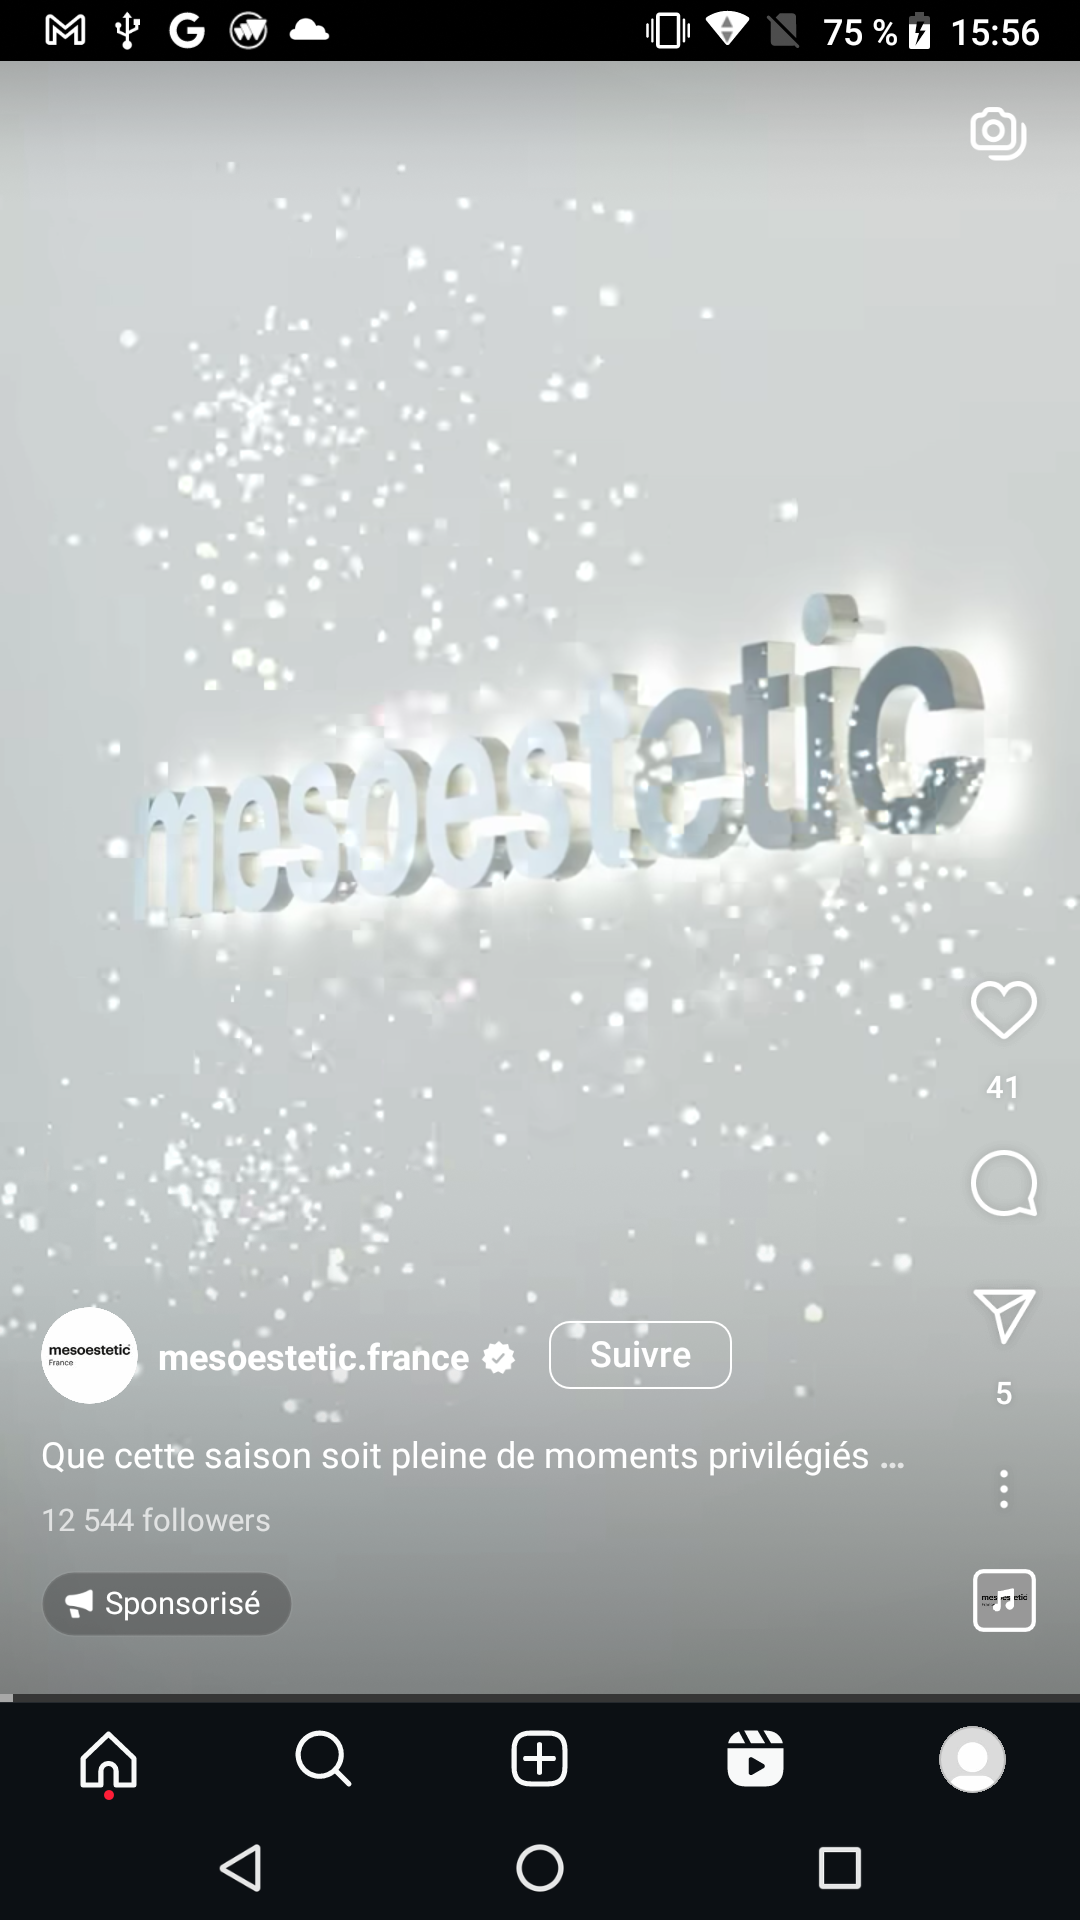 75 % 15:56
mesoestetic
41
mesoestetic
France
mesoestetic.france
Suivre
5
Que cette saison soit pleine de moments privilégiés ...
12 544 followers
Sponsorisé